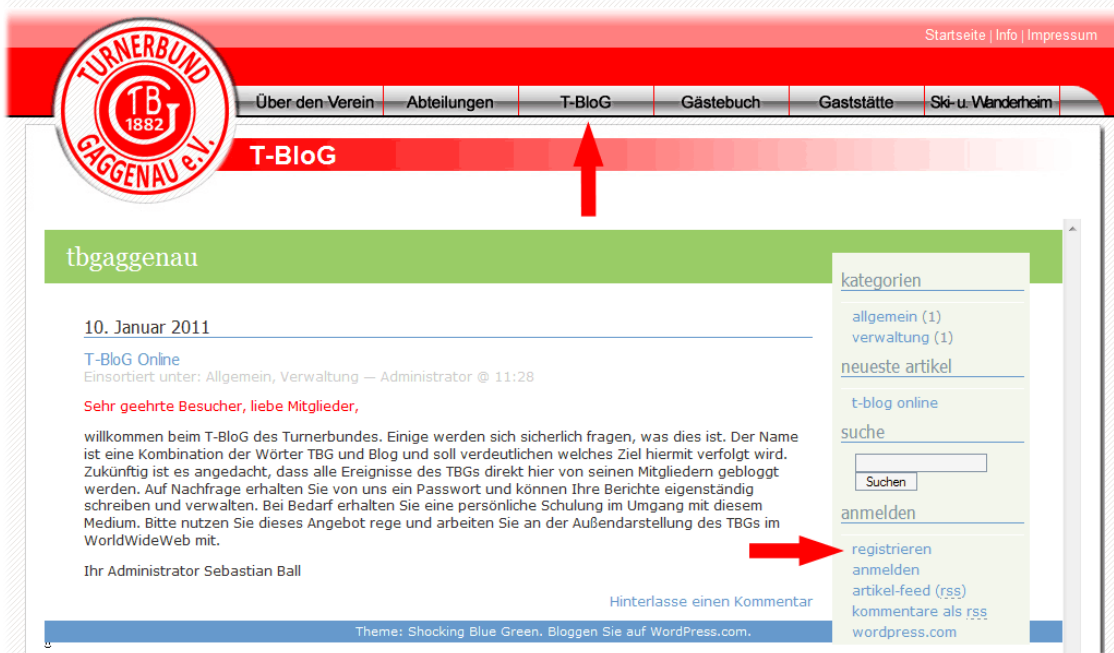 Startseite | Info | Impressum
TURNERBUND
TB
1882
GAGGENAU e.V.
Über den Verein Abteilungen T-BloG Gästebuch Gaststätte Ski- u. Wanderheim
T-BloG
tbgaggenau
10. Januar 2011
T-BloG Online
Einsortiert unter: Allgemein, Verwaltung — Administrator @ 11:28
Sehr geehrte Besucher, liebe Mitglieder,
willkommen beim T-BloG des Turnerbundes. Einige werden sich sicherlich fragen, was dies ist. Der Name
ist eine Kombination der Wörter TBG und Blog und soll verdeutlichen welches Ziel hiermit verfolgt wird.
Zukünftig ist es angedacht, dass alle Ereignisse des TBGs direkt hier von seinen Mitgliedern gebloggt
werden. Auf Nachfrage erhalten Sie von uns ein Passwort und können Ihre Berichte eigenständig
schreiben und verwalten. Bei Bedarf erhalten Sie eine persönliche Schulung im Umgang mit diesem
Medium. Bitte nutzen Sie dieses Angebot rege und arbeiten Sie an der Außendarstellung des TBGs im
WorldWideWeb mit.
Ihr Administrator Sebastian Ball
Hinterlasse einen Kommentar
kategorien
allgemein (1)
verwaltung (1)
neueste artikel
t-blog online
suche
Suchen
anmelden
registrieren
anmelden
artikel-feed (rss)
kommentare als rss
wordpress.com
Theme: Shocking Blue Green. Bloggen Sie auf WordPress.com.